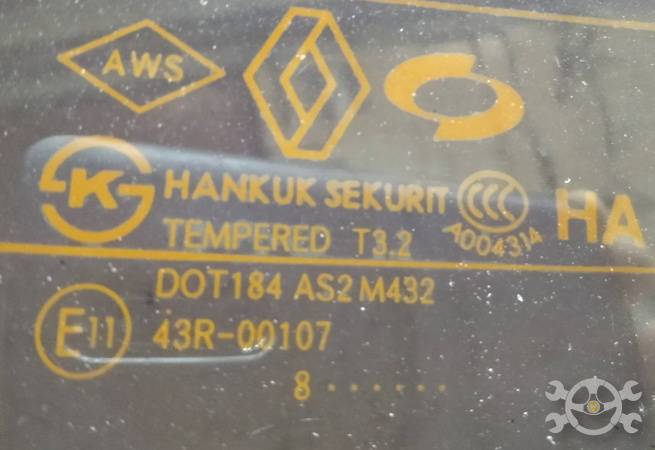 AWS
HANKUK SEKURIT
TEMPERED T3.2
A004314
HA
DOT184 AS2 M432
E11 43R-00107
8 · · · · · ·